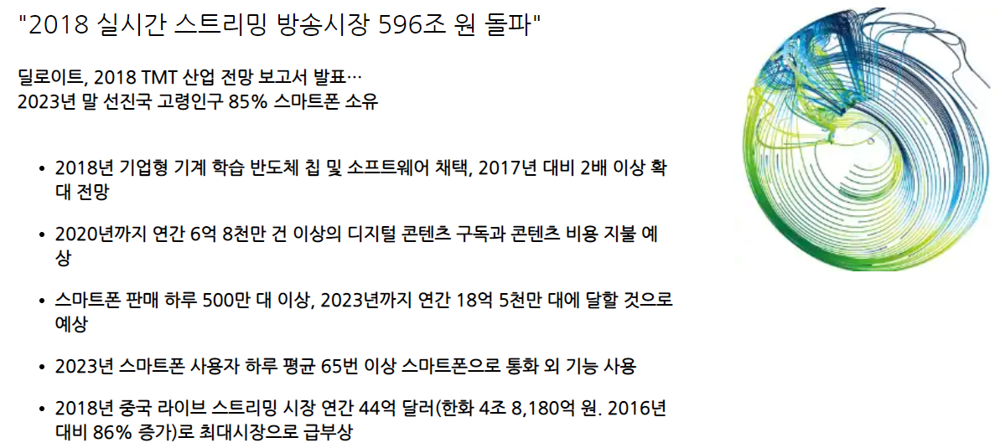 "2018 실시간 스트리밍 방송시장 596조 원 돌파"
딜로이트, 2018 TMT 산업 전망 보고서 발표…
2023년 말 선진국 고령인구 85% 스마트폰 소유
• 2018년 기업형 기계 학습 반도체 칩 및 소프트웨어 채택, 2017년 대비 2배 이상 확
대 전망
• 2020년까지 연간 6억 8천만 건 이상의 디지털 콘텐츠 구독과 콘텐츠 비용 지불 예
상
• 스마트폰 판매 하루 500만 대 이상, 2023년까지 연간 18억 5천만 대에 달할 것으로
예상
• 2023년 스마트폰 사용자 하루 평균 65번 이상 스마트폰으로 통화 외 기능 사용
• 2018년 중국 라이브 스트리밍 시장 연간 44억 달러(한화 4조 8,180억 원. 2016년
대비 86% 증가)로 최대시장으로 급부상